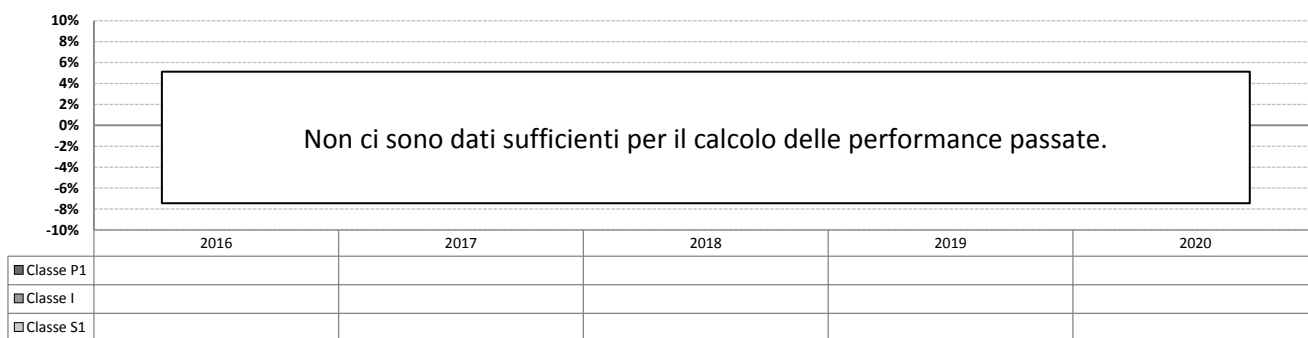 10%
8%
6%
4%
2%
0%
-2%
-4%
-6%
-8%
-10%
Non ci sono dati sufficienti per il calcolo delle performance passate.
2016 2017 2018 2019 2020
Classe P1
Classe I
Classe S1